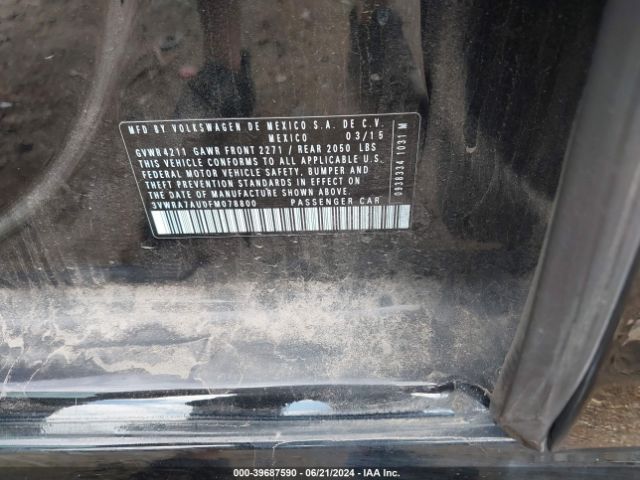 MFD BY VOLKSWAGEN DE MEXICO S.A. DE C.V.
MEXICO 03/15
GVWR 4211 GAWR FRONT 2271 / REAR 2050 LBS
THIS VEHICLE CONFORMS TO ALL APPLICABLE U.S.
FEDERAL MOTOR VEHICLE SAFETY, BUMPER AND
THEFT PREVENTION STANDARDS IN EFFECT ON
THE DATE OF MANUFACTURE SHOWN ABOVE.
3VWRA7AUDFM078800 PASSENGER CAR
0938334 1031 M
000-39687590 - 06/21/2024 - IAA Inc.